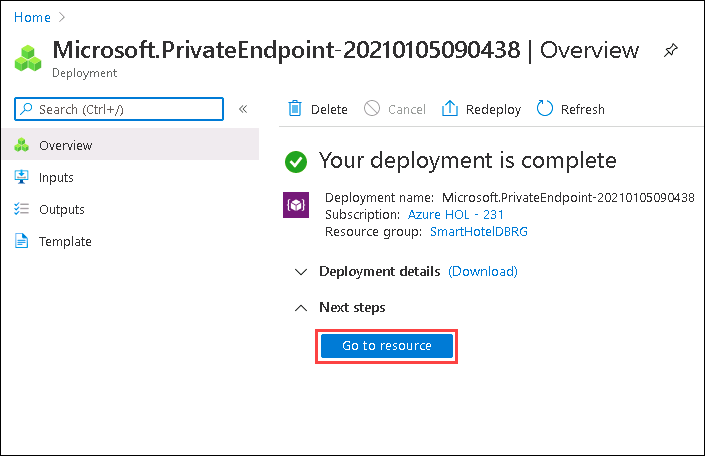 Home >
Microsoft.PrivateEndpoint-20210105090438 | Overview
Deployment
Search (Ctrl+/)
«
Delete
Cancel
Redeploy
Refresh
Overview
Inputs
Outputs
Template
Your deployment is complete
Deployment name: Microsoft.PrivateEndpoint-20210105090438
Subscription: Azure HOL - 231
Resource group: SmartHotelDBRG
Deployment details (Download)
Next steps
Go to resource